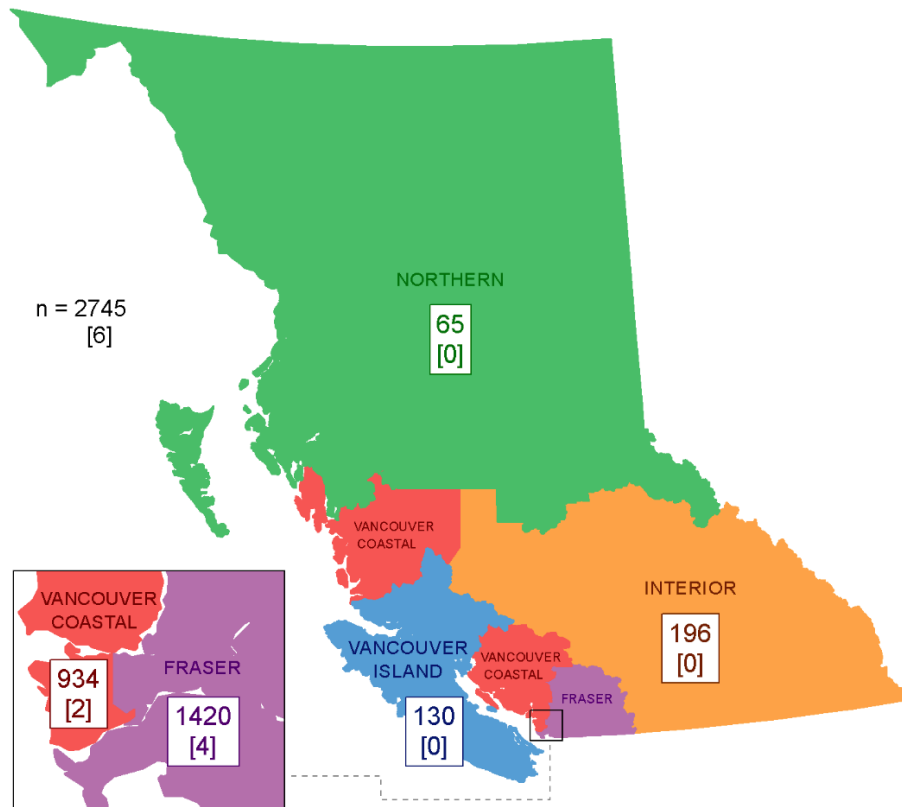 NORTHERN
65
[0]
n = 2745
[6]
VANCOUVER
COASTAL
INTERIOR
196
[0]
VANCOUVER
ISLAND
130
[0]
VANCOUVER
COASTAL
FRASER
VANCOUVER
COASTAL
934
[2]
FRASER
1420
[4]